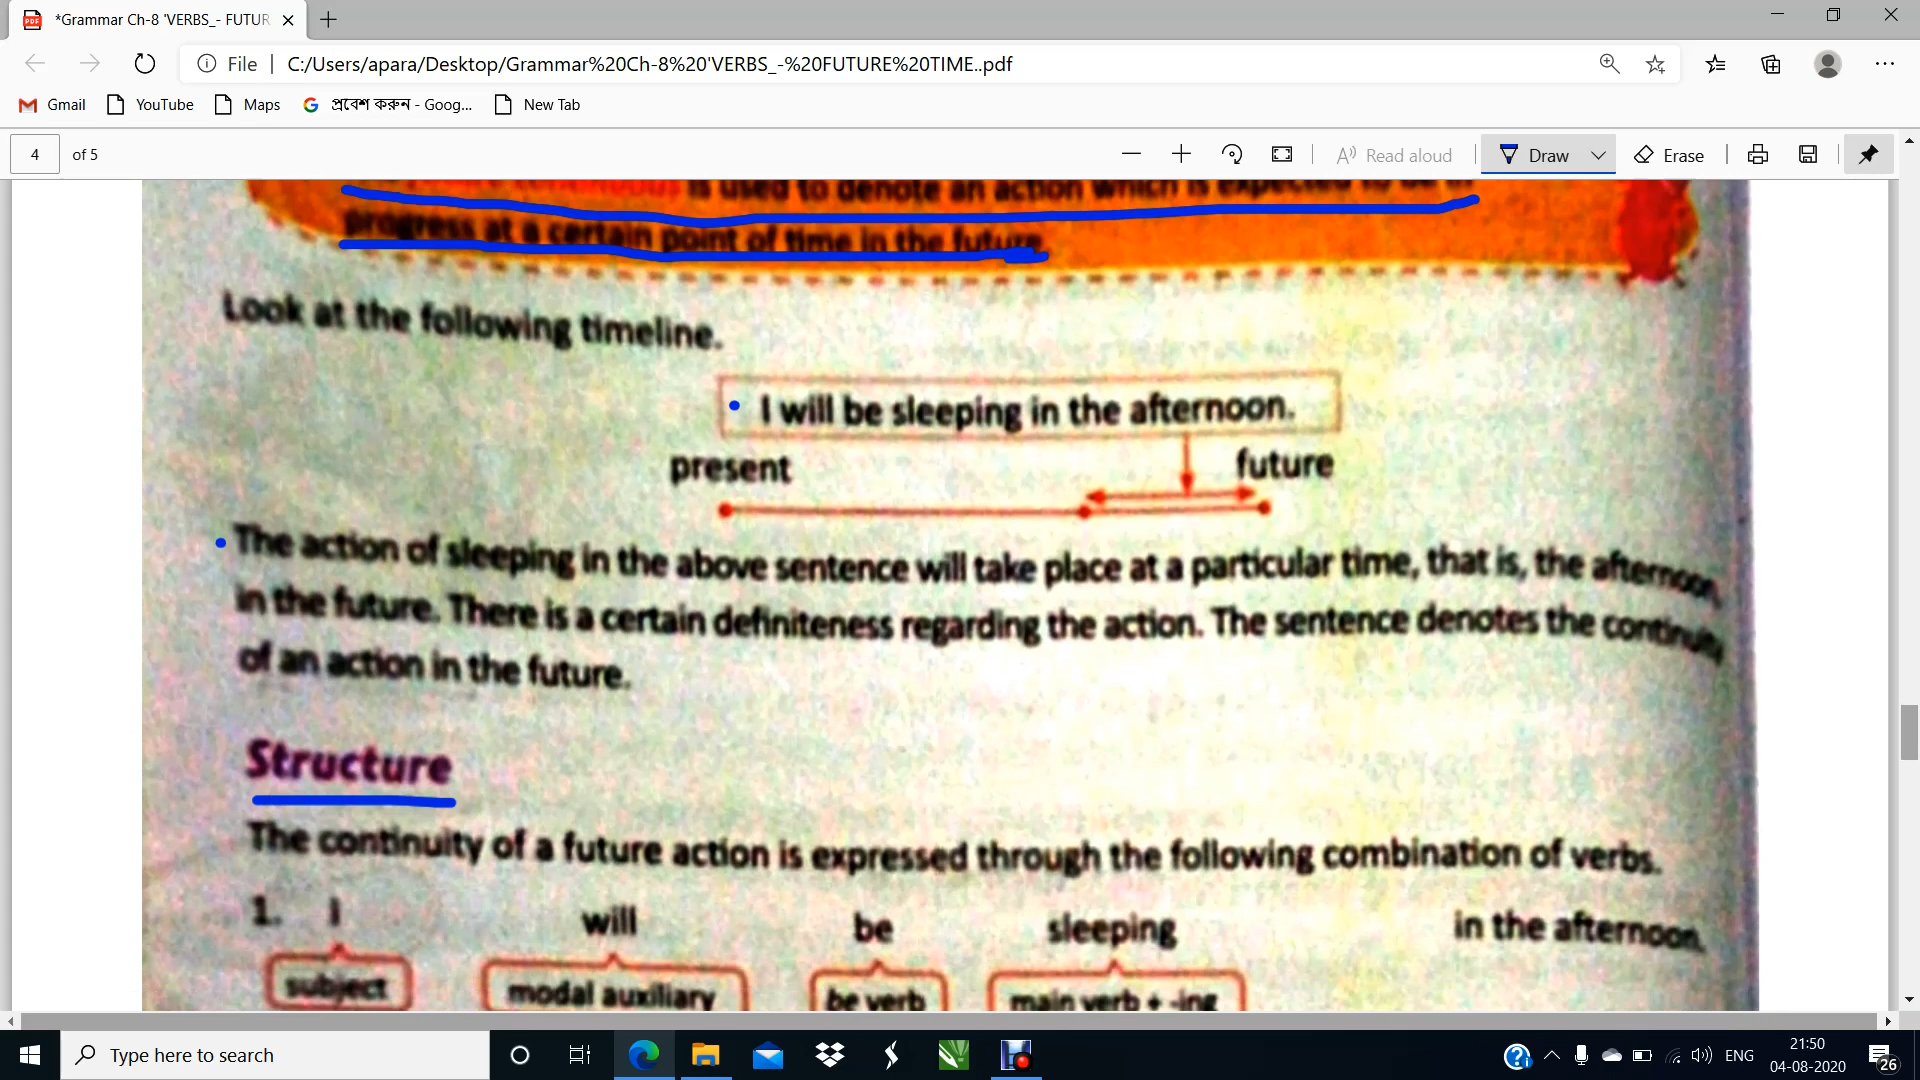 *Grammar Ch-8 'VERBS_- FUTUR
File C:/Users/apara/Desktop/Grammar%20Ch-8%20'VERBS_-%20FUTURE%20TIME..pdf
Gmail YouTube Maps প্রবেশ করুন - Goog... New Tab
4 of 5 Read aloud Draw Erase
is used to denote an action which is expected to be in
progress at a certain point of time in the future.
Look at the following timeline.
• I will be sleeping in the afternoon.
present future
• The action of sleeping in the above sentence will take place at a particular time, that is, the afternoon,
in the future. There is a certain definiteness regarding the action. The sentence denotes the continuity
of an action in the future.
Structure
The continuity of a future action is expressed through the following combination of verbs.
1. I will be sleeping in the afternoon.
subject modal auxiliary be verb main verb + -ing
Type here to search ENG 21:50
04-08-2020 26